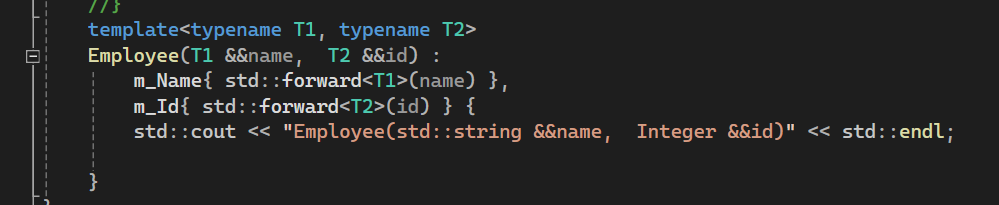 //}
template<typename T1, typename T2>
Employee(T1 &&name,  T2 &&id) :
m_Name{ std::forward<T1>(name) },
m_Id{ std::forward<T2>(id) } {
std::cout << "Employee(std::string &&name,  Integer &&id)" << std::endl;
}